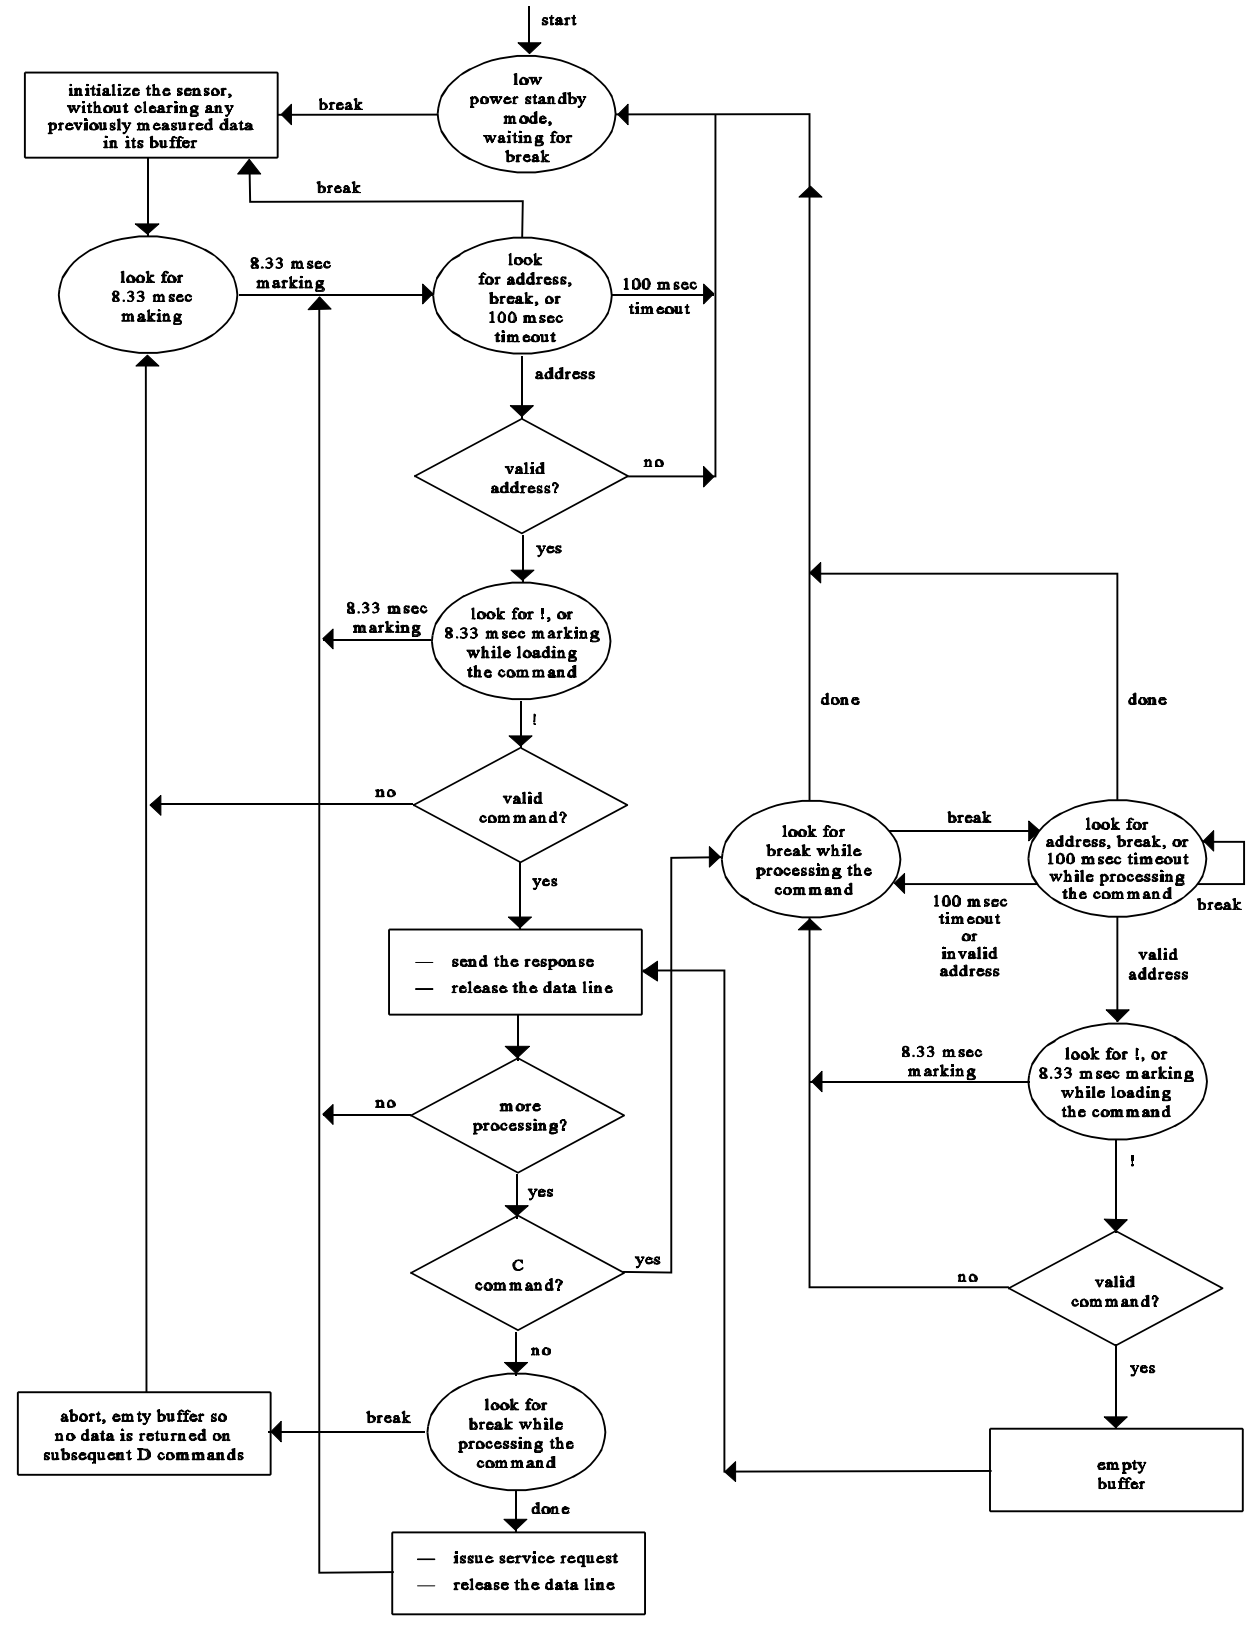 start
low
power standby
mode,
waiting for
break
break
initialize the sensor,
without clearing any
previously measured data
in its buffer
break
look for
8.33 msec
making
8.33 msec
marking
look
for address,
break, or
100 msec
timeout
100 msec
timeout
address
valid
address?
no
yes
8.33 msec
marking
look for !, or
8.33 msec marking
while loading
the command
!
no
valid
command?
yes
— send the response
— release the data line
no
more
processing?
yes
C
command?
yes
no
look for
break while
processing the
command
break
abort, emty buffer so
no data is returned on
subsequent D commands
done
— issue service request
— release the data line
done
done
look for
break while
processing the
command
break
look for
address, break, or
100 msec timeout
while processing
the command
break
100 msec
timeout
or
invalid
address
valid
address
8.33 msec
marking
look for !, or
8.33 msec marking
while loading
the command
!
no
valid
command?
yes
empty
buffer